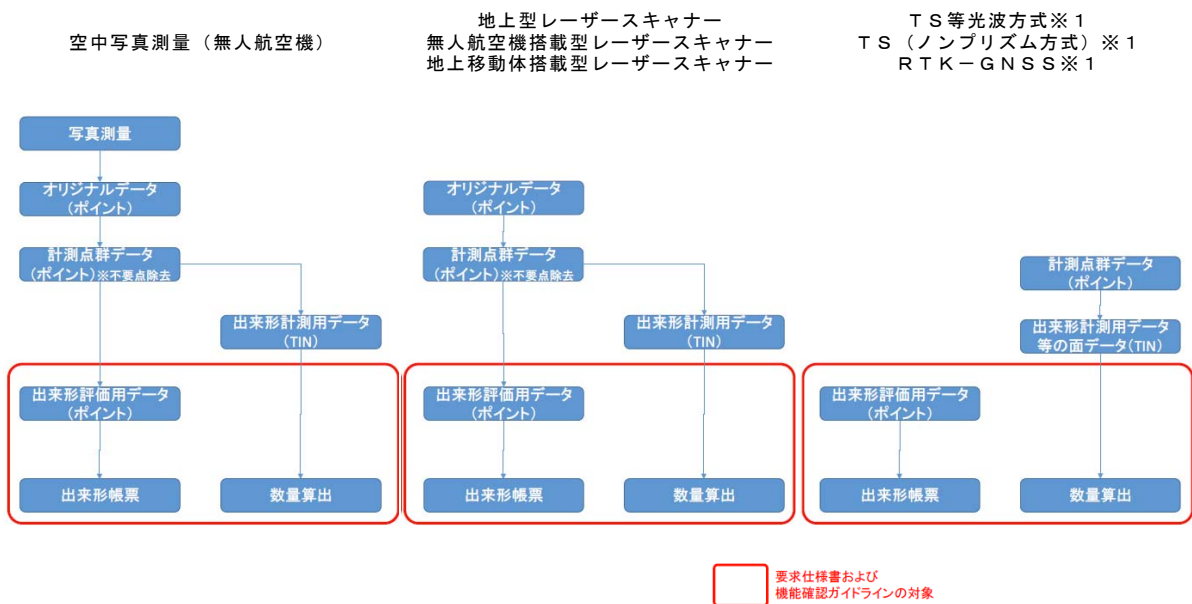 空中写真測量（無人航空機）
写真測量
オリジナルデータ
(ポイント)
計測点群データ
(ポイント)※不要点除去
出来形計測用データ
(TIN)
出来形評価用データ
(ポイント)
出来形帳票
数量算出
地上型レーザースキャナー
無人航空機搭載型レーザースキャナー
地上移動体搭載型レーザースキャナー
オリジナルデータ
(ポイント)
計測点群データ
(ポイント)※不要点除去
出来形計測用データ
(TIN)
出来形評価用データ
(ポイント)
出来形帳票
数量算出
ＴＳ等光波方式※１
ＴＳ（ノンプリズム方式）※１
ＲＴＫ－ＧＮＳＳ※１
計測点群データ
(ポイント)
出来形計測用データ
等の面データ(TIN)
出来形評価用データ
(ポイント)
出来形帳票
数量算出
要求仕様書および
機能確認ガイドラインの対象